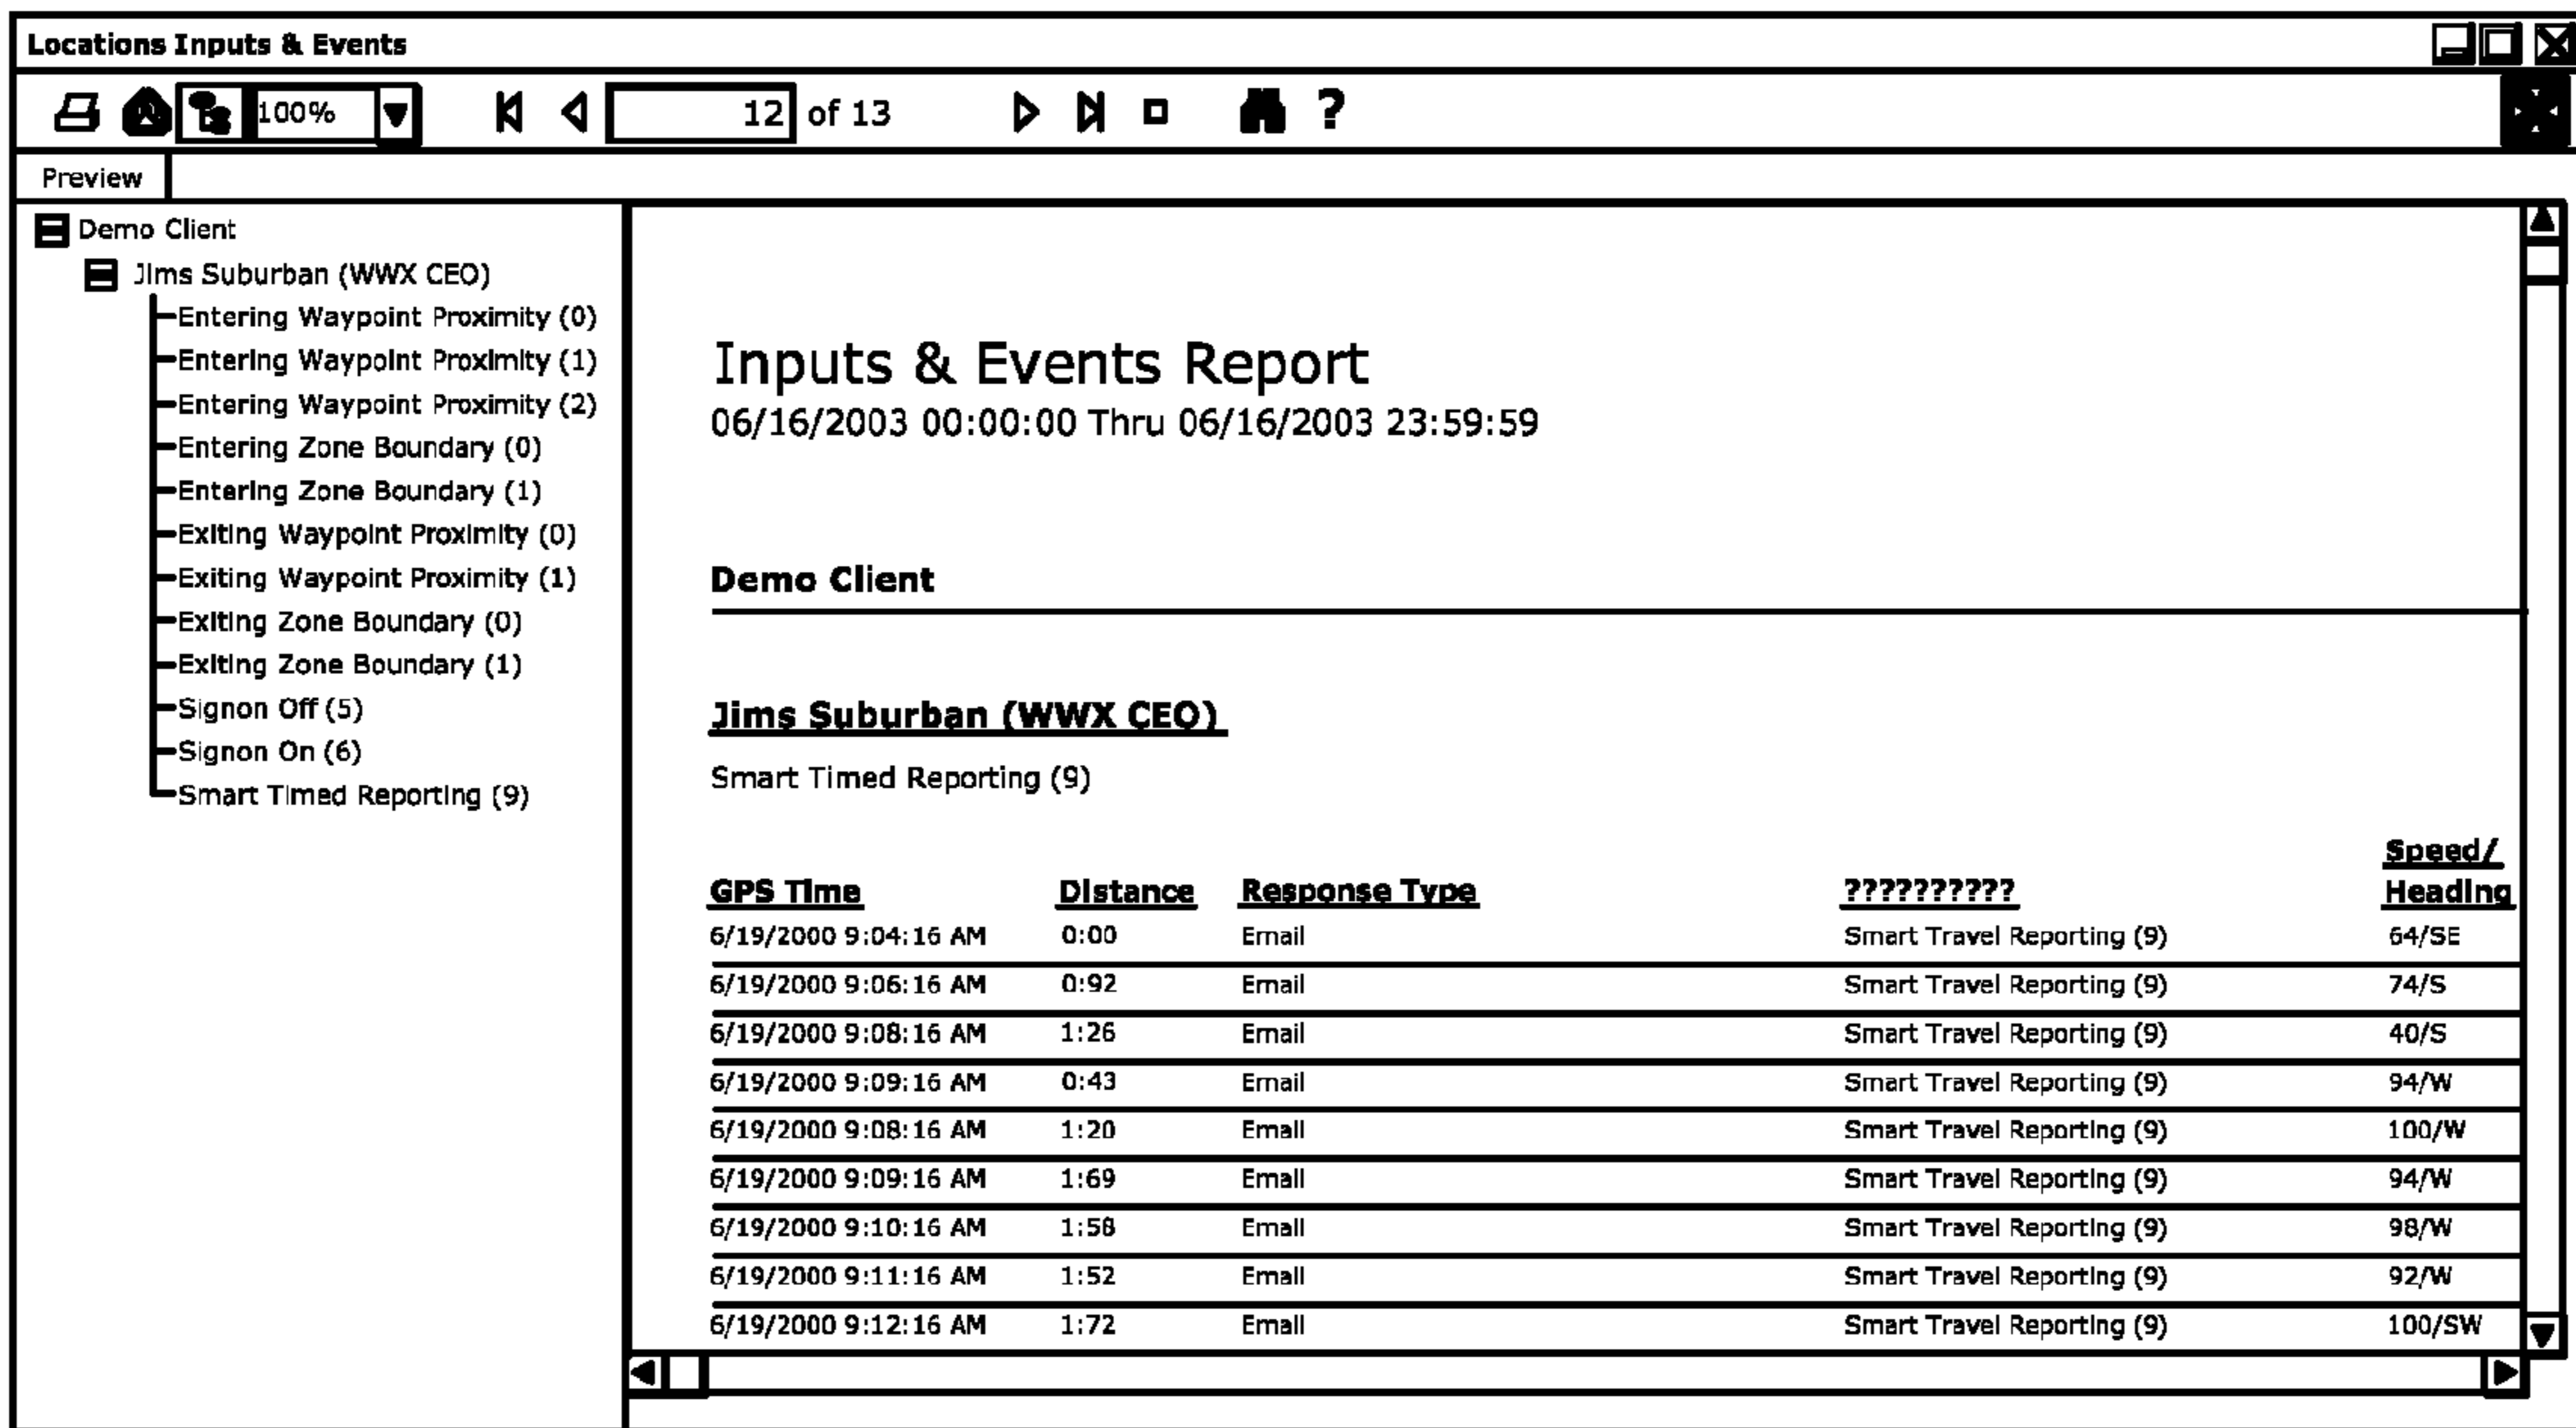 Locations Inputs & Events
100%
12 of 13
?
Preview
Demo Client
Jims Suburban (WWX CEO)
Entering Waypoint Proximity (0)
Entering Waypoint Proximity (1)
Entering Waypoint Proximity (2)
Entering Zone Boundary (0)
Entering Zone Boundary (1)
Exiting Waypoint Proximity (0)
Exiting Waypoint Proximity (1)
Exiting Zone Boundary (0)
Exiting Zone Boundary (1)
Signon Off (5)
Signon On (6)
Smart Timed Reporting (9)
Inputs & Events Report
06/16/2003 00:00:00 Thru 06/16/2003 23:59:59
Demo Client
Jims Suburban (WWX CEO)
Smart Timed Reporting (9)
GPS Time Distance Response Type ?????????? Speed/ Heading
6/19/2000 9:04:16 AM 0:00 Email Smart Travel Reporting (9) 64/SE
6/19/2000 9:06:16 AM 0:92 Email Smart Travel Reporting (9) 74/S
6/19/2000 9:08:16 AM 1:26 Email Smart Travel Reporting (9) 40/S
6/19/2000 9:09:16 AM 0:43 Email Smart Travel Reporting (9) 94/W
6/19/2000 9:08:16 AM 1:20 Email Smart Travel Reporting (9) 100/W
6/19/2000 9:09:16 AM 1:69 Email Smart Travel Reporting (9) 94/W
6/19/2000 9:10:16 AM 1:58 Email Smart Travel Reporting (9) 98/W
6/19/2000 9:11:16 AM 1:52 Email Smart Travel Reporting (9) 92/W
6/19/2000 9:12:16 AM 1:72 Email Smart Travel Reporting (9) 100/SW